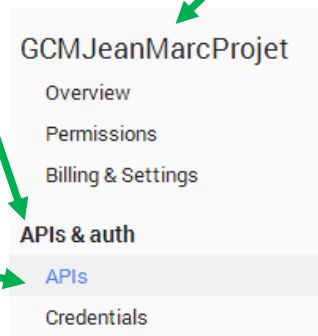 GCMJeanMarcProjet
Overview
Permissions
Billing & Settings
APIs & auth
APIs
Credentials